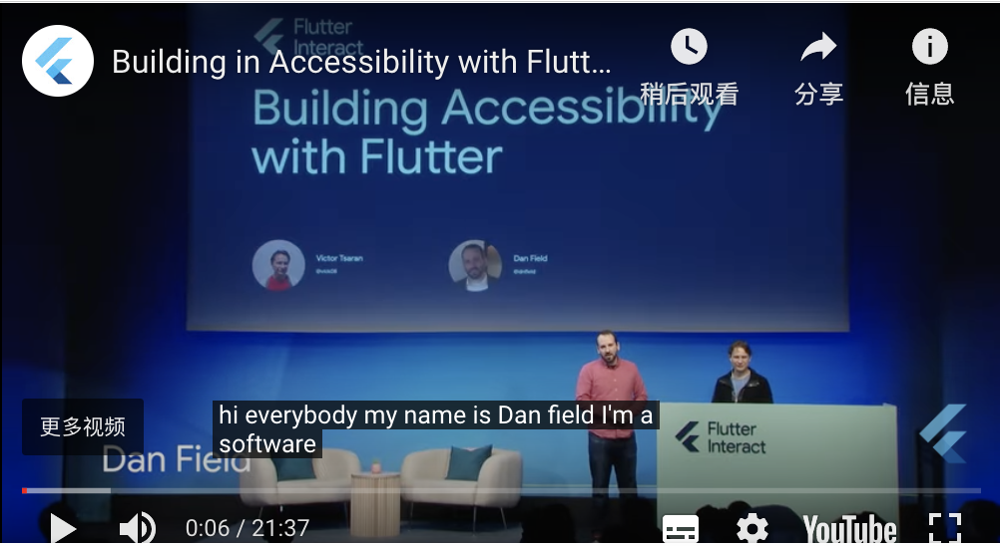 Flutter
Interact
Building in Accessibility with Flutt...
稍后观看
分享
信息
Building Accessibility
with Flutter
Victor Tsaran
Dan Field
更多视频
hi everybody my name is Dan field I'm a
software
Dan Field
Flutter
Interact
0:06 / 21:37
YouTube